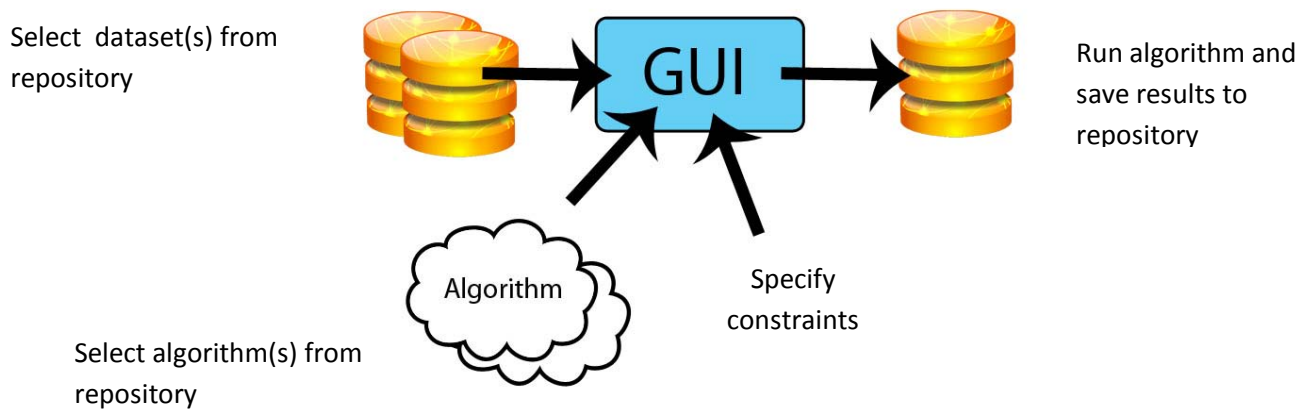 Select dataset(s) from
repository
GUI
Run algorithm and
save results to
repository
Algorithm
Specify
constraints
Select algorithm(s) from
repository